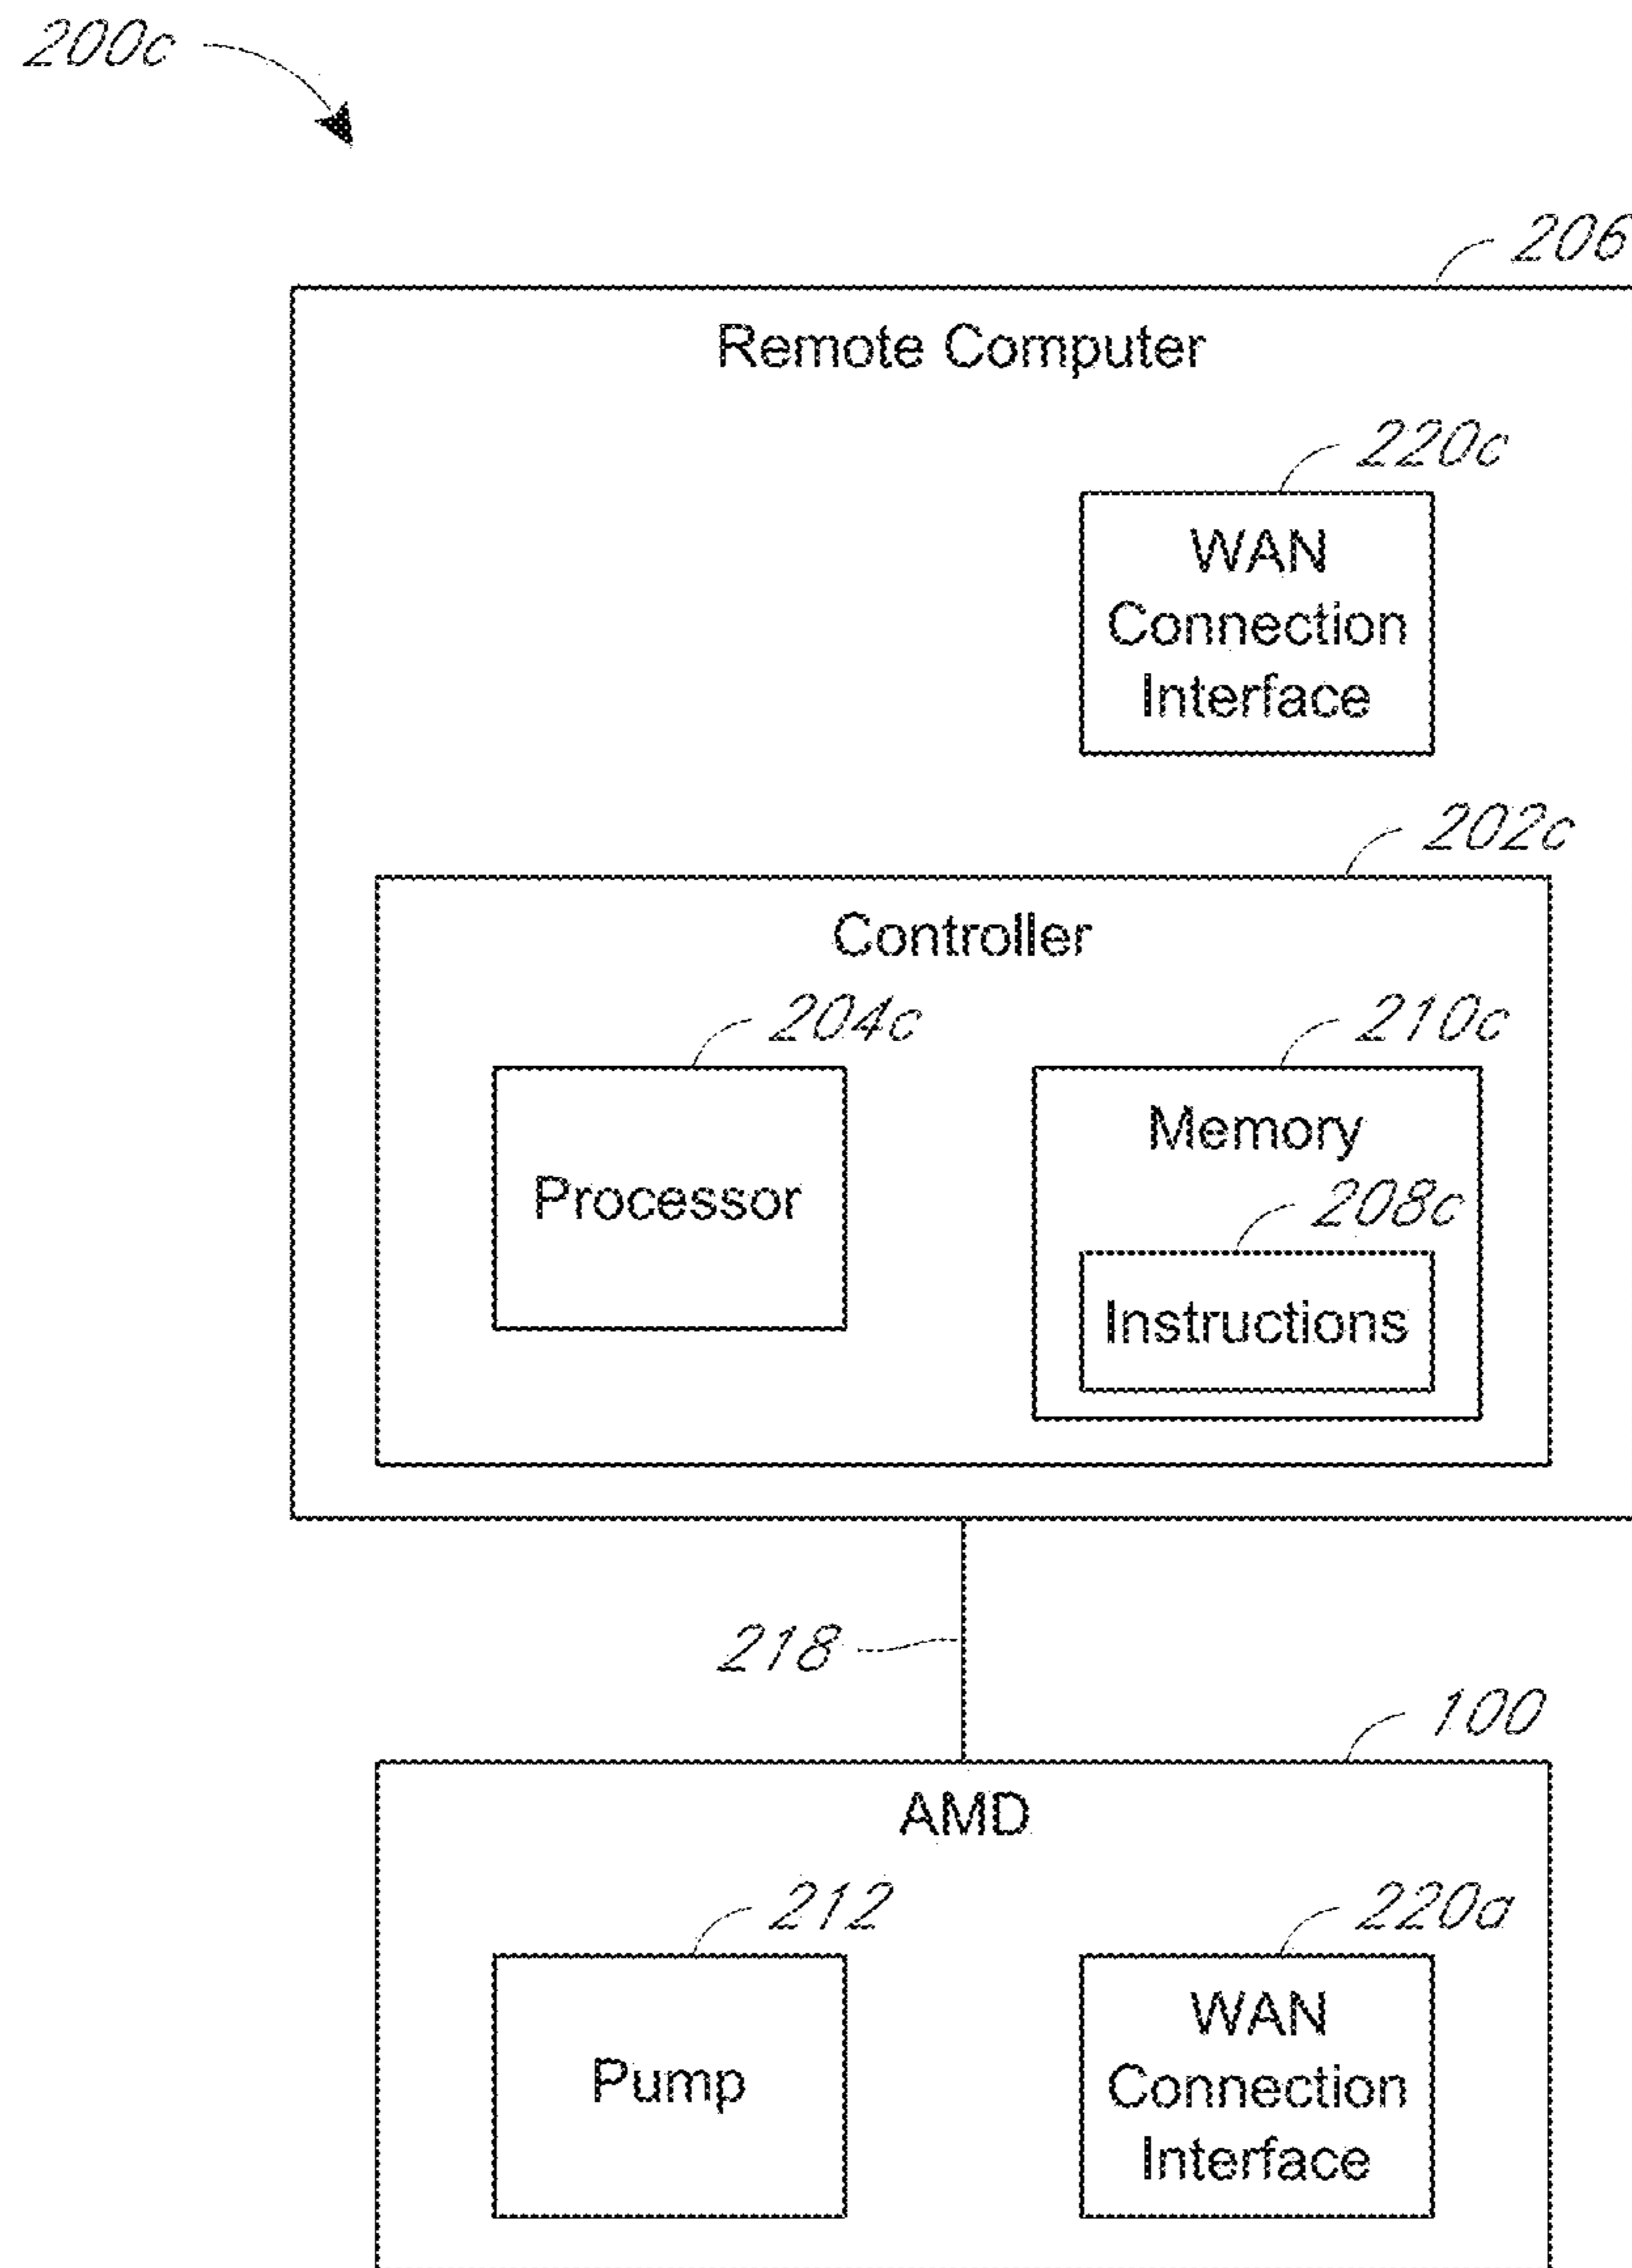 200c
206
Remote Computer
220c
WAN
Connection
Interface
202c
Controller
204c
210c
Processor
Memory
208c
Instructions
218
100
AMD
212
220a
Pump
WAN
Connection
Interface